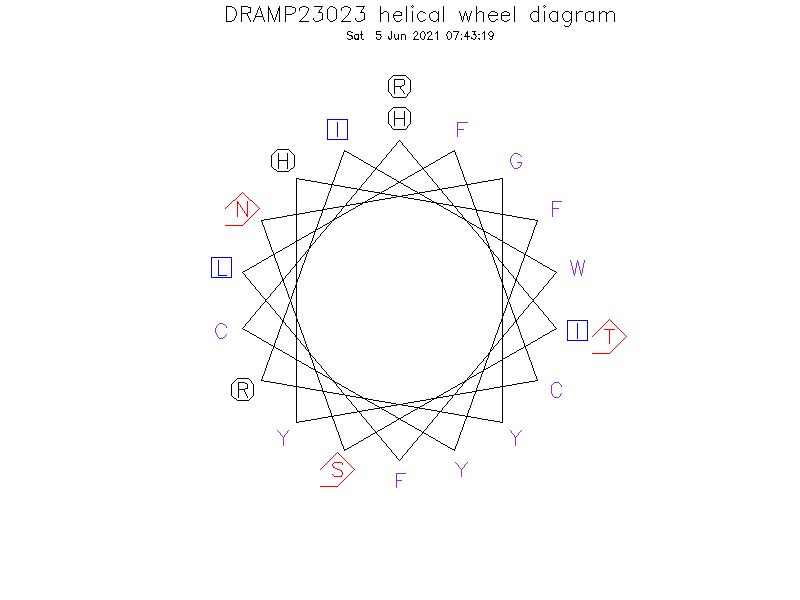 DRAMP23023 helical wheel diagram
Sat 5 Jun 2021 07:43:19
R
I H F
H G
N F
L W
C I T
R C
Y Y
S F Y